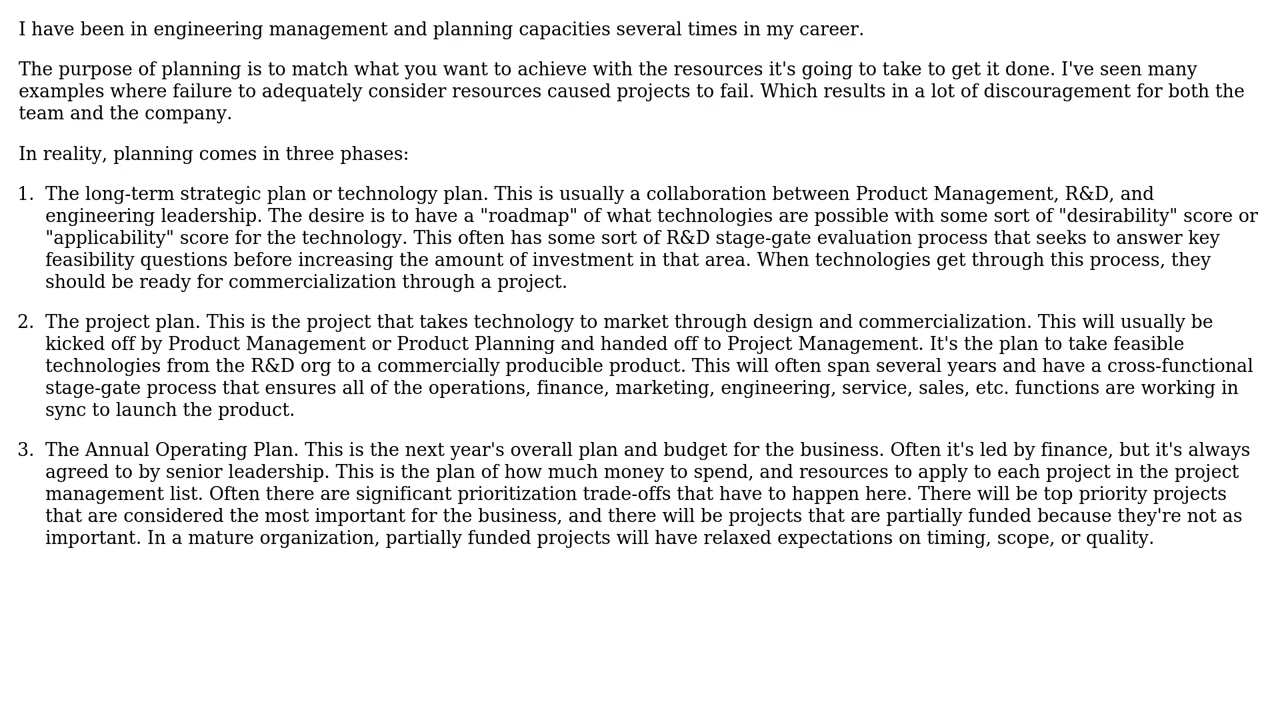 I have been in engineering management and planning capacities several times in my career.
The purpose of planning is to match what you want to achieve with the resources it's going to take to get it done. I've seen many
examples where failure to adequately consider resources caused projects to fail. Which results in a lot of discouragement for both the
team and the company.
In reality, planning comes in three phases:
1. The long-term strategic plan or technology plan. This is usually a collaboration between Product Management, R&D, and
engineering leadership. The desire is to have a "roadmap" of what technologies are possible with some sort of "desirability" score or
"applicability" score for the technology. This often has some sort of R&D stage-gate evaluation process that seeks to answer key
feasibility questions before increasing the amount of investment in that area. When technologies get through this process, they
should be ready for commercialization through a project.
2. The project plan. This is the project that takes technology to market through design and commercialization. This will usually be
kicked off by Product Management or Product Planning and handed off to Project Management. It's the plan to take feasible
technologies from the R&D org to a commercially producible product. This will often span several years and have a cross-functional
stage-gate process that ensures all of the operations, finance, marketing, engineering, service, sales, etc. functions are working in
sync to launch the product.
3. The Annual Operating Plan. This is the next year's overall plan and budget for the business. Often it's led by finance, but it's always
agreed to by senior leadership. This is the plan of how much money to spend, and resources to apply to each project in the project
management list. Often there are significant prioritization trade-offs that have to happen here. There will be top priority projects
that are considered the most important for the business, and there will be projects that are partially funded because they're not as
important. In a mature organization, partially funded projects will have relaxed expectations on timing, scope, or quality.